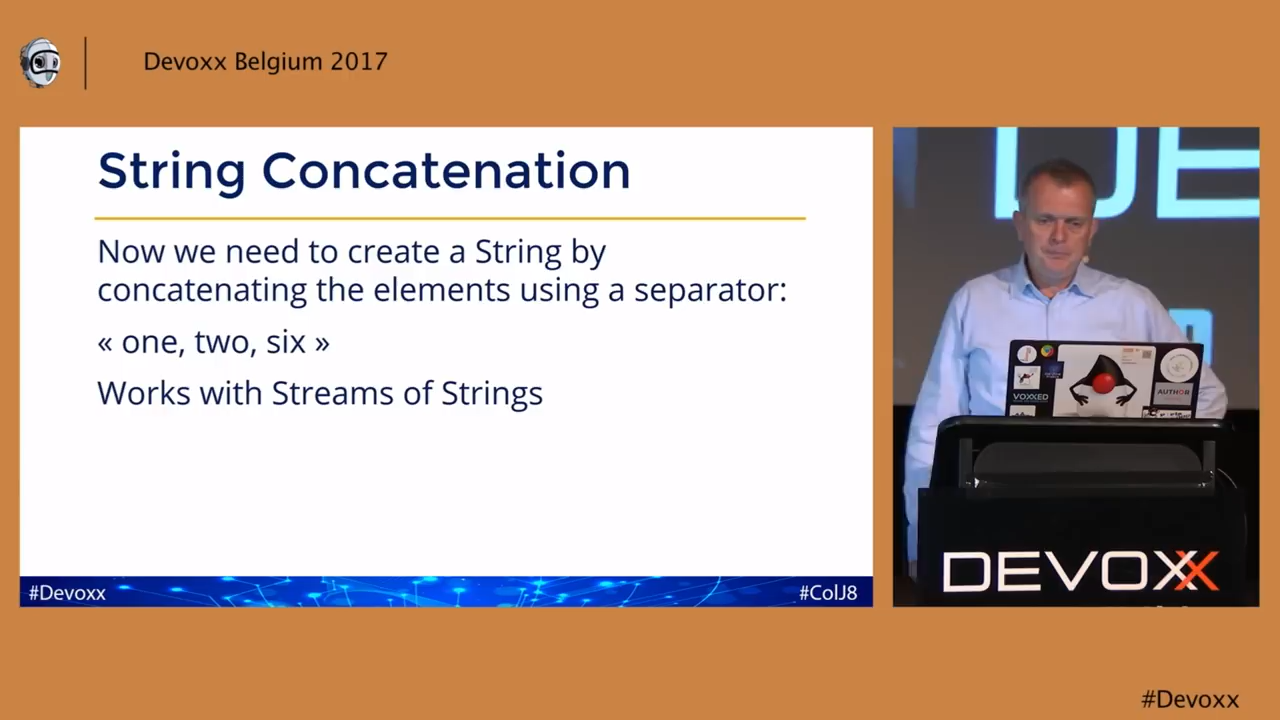 Devoxx Belgium 2017
String Concatenation
Now we need to create a String by
concatenating the elements using a separator:
« one, two, six »
Works with Streams of Strings
#Devoxx
#ColJ8
DE
VOXXED
AUTHOR
DEVOXX
#Devoxx